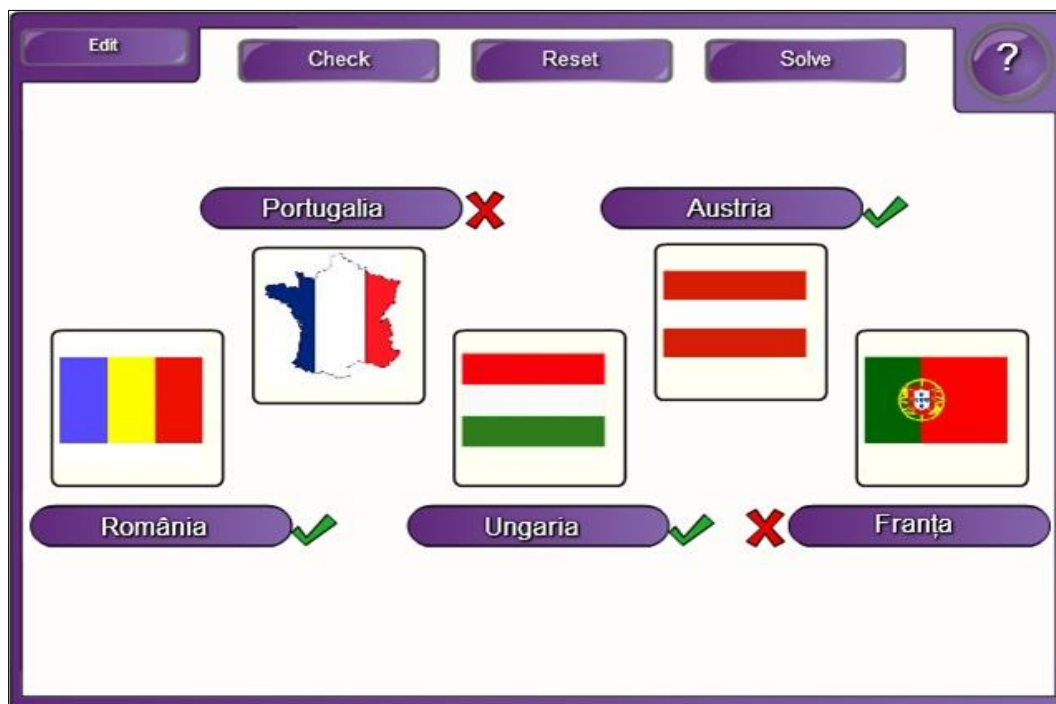 Edit
Check
Reset
Solve
?
Portugalia
Austria
România
Ungaria
Franța